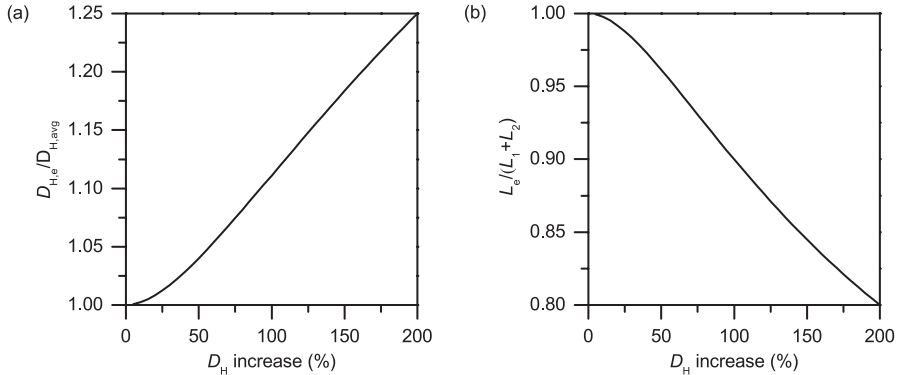 (a)
1.25
1.20
1.15
1.10
1.05
1.00
D_H,e/D_H,avg
0 50 100 150 200
D_H increase (%)
(b)
1.00
0.95
0.90
0.85
0.80
L_e/(L_1+L_2)
0 50 100 150 200
D_H increase (%)